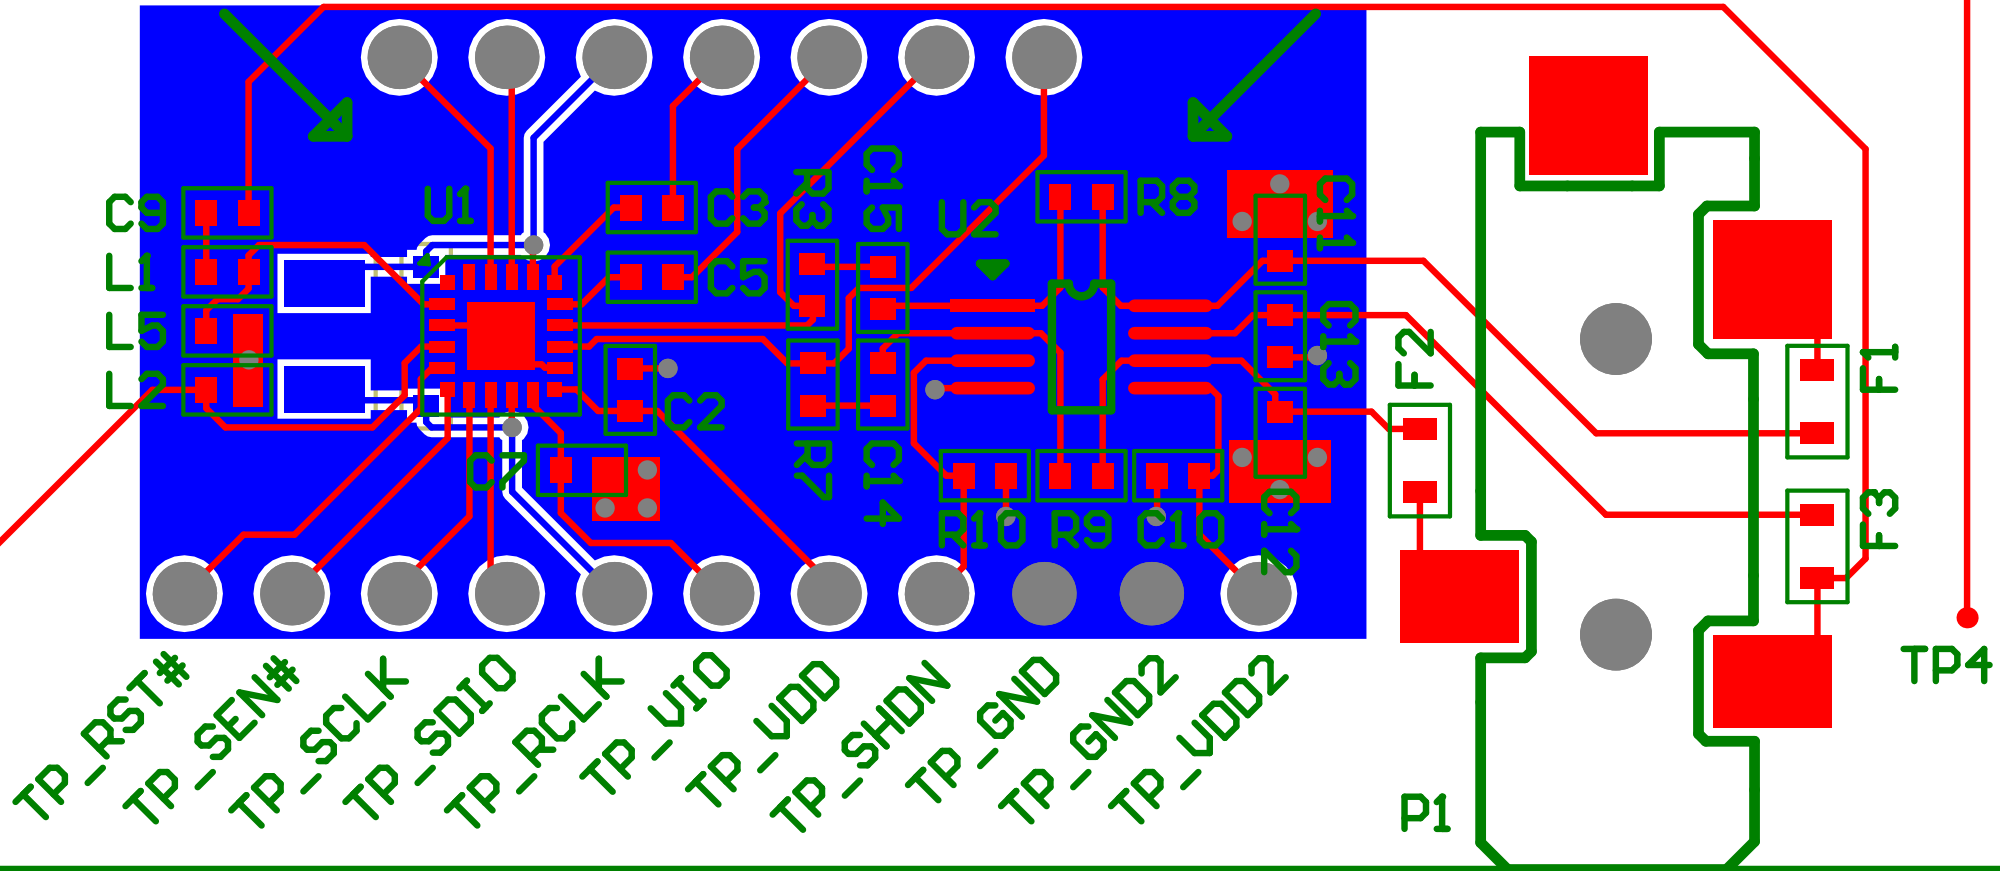 C9
U1
C3
R3
C15
U2
R8
C11
L1
C5
L5
C13
F2
F1
L2
C2
C7
R7
C14
R10
R9
C10
C12
F3
TP4
TP_RST#
TP_SEN#
TP_SCLK
TP_SDIO
TP_RCLK
TP_VIO
TP_VDD
TP_SHDN
TP_GND
TP_GND2
TP_VDD2
P1